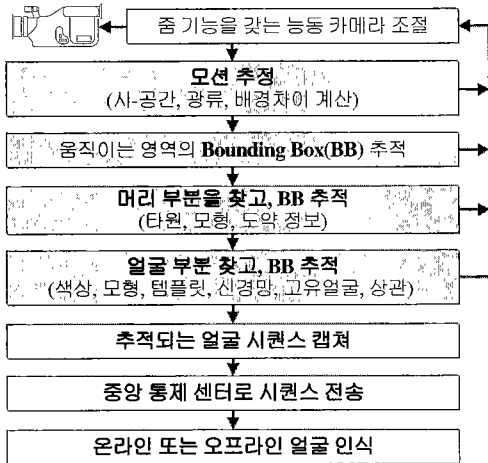 줌 기능을 갖는 능동 카메라 조절
모션 추정
(사-공간, 광류, 배경차이 계산)
움직이는 영역의 Bounding Box(BB) 추적
머리 부분을 찾고, BB 추적
(타원, 모형, 도약 정보)
얼굴 부분 찾고, BB 추적
(색상, 모형, 템플릿, 신경망, 고유얼굴, 상관)
추적되는 얼굴 시퀀스 캡쳐
중앙 통제 센터로 시퀀스 전송
온라인 또는 오프라인 얼굴 인식